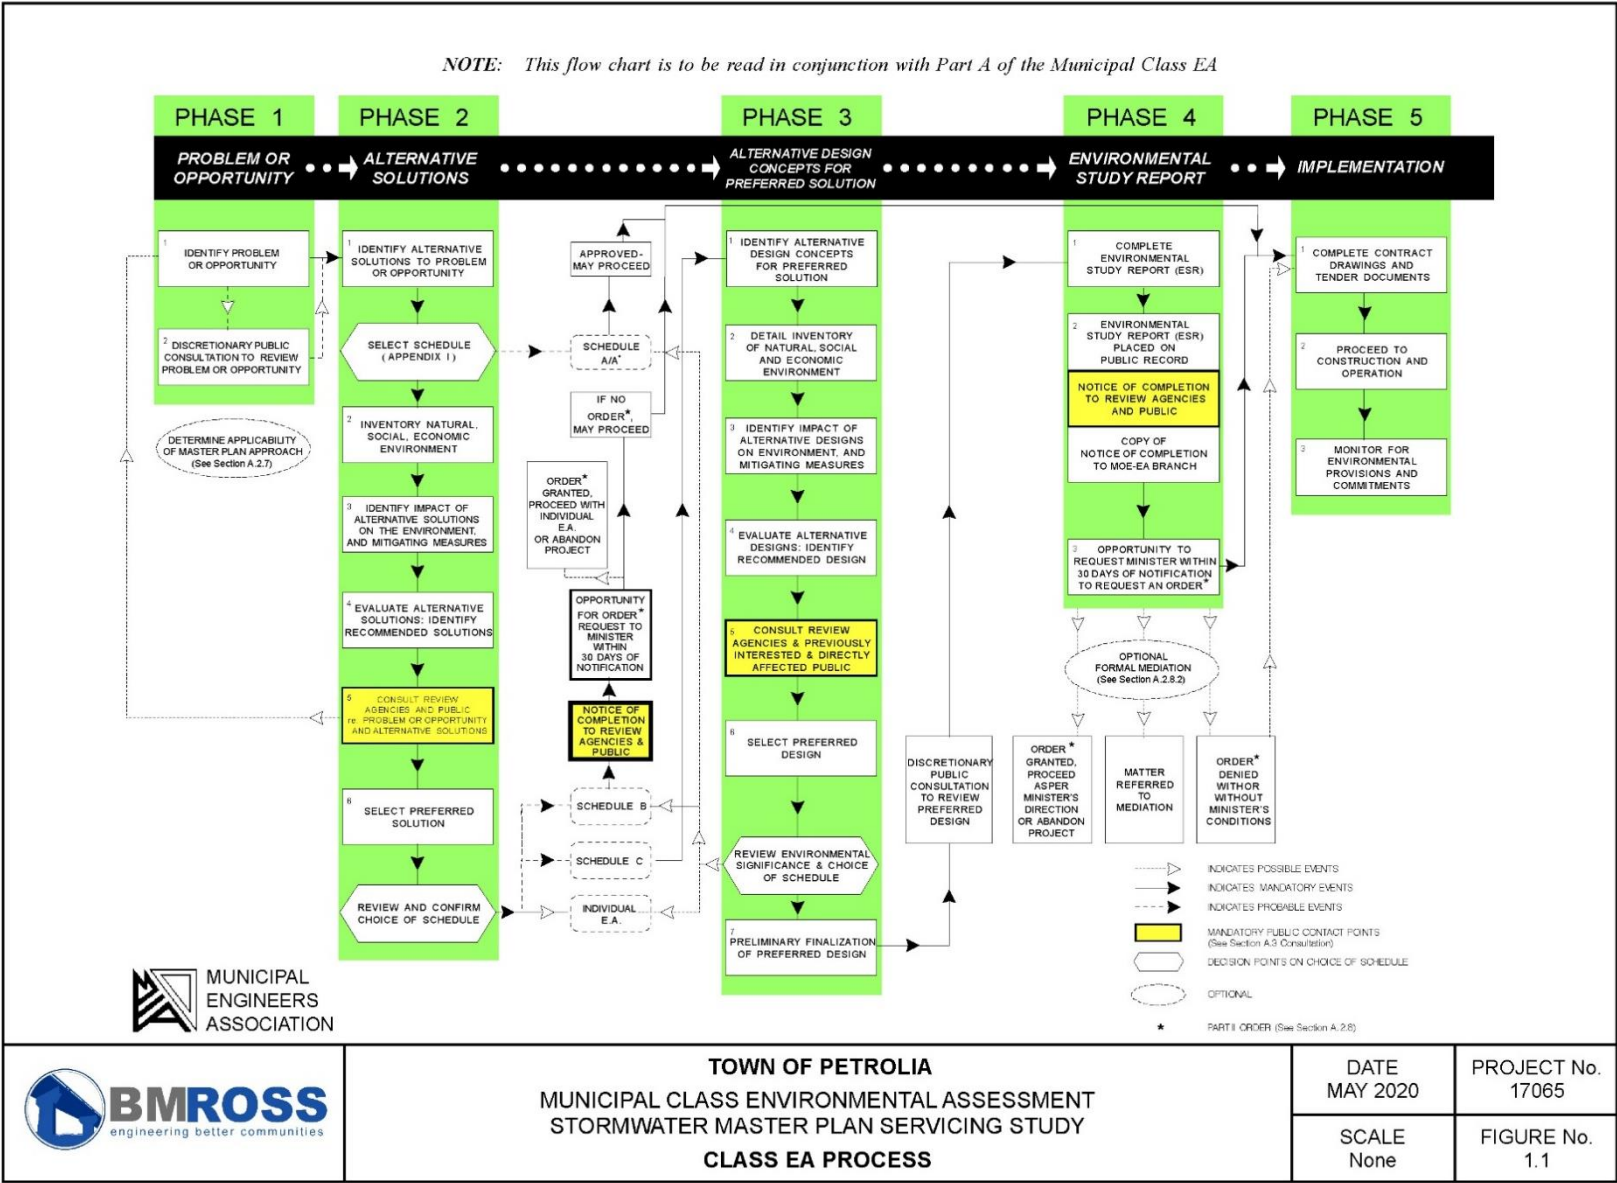 NOTE: This flow chart is to be read in conjunction with Part A of the Municipal Class EA
PHASE 1
PHASE 2
PHASE 3
PHASE 4
PHASE 5
PROBLEM OR
OPPORTUNITY
ALTERNATIVE
SOLUTIONS
ALTERNATIVE DESIGN
CONCEPTS FOR
PREFERRED SOLUTION
ENVIRONMENTAL
STUDY REPORT
IMPLEMENTATION
1
IDENTIFY PROBLEM
OR OPPORTUNITY
2
DISCRETIONARY PUBLIC
CONSULTATION TO REVIEW
PROBLEM OR OPPORTUNITY
DETERMINE APPLICABILITY
OF MASTER PLAN APPROACH
(See Section A.2.7)
1
IDENTIFY ALTERNATIVE
SOLUTIONS TO PROBLEM
OR OPPORTUNITY
SELECT SCHEDULE
( APPENDIX I )
2
INVENTORY NATURAL,
SOCIAL, ECONOMIC
ENVIRONMENT
3
IDENTIFY IMPACT OF
ALTERNATIVE SOLUTIONS
ON THE ENVIRONMENT,
AND MITIGATING MEASURES
4
EVALUATE ALTERNATIVE
SOLUTIONS: IDENTIFY
RECOMMENDED SOLUTIONS
5
CONSULT REVIEW
AGENCIES AND PUBLIC
re: PROBLEM OR OPPORTUNITY
AND ALTERNATIVE SOLUTIONS
6
SELECT PREFERRED
SOLUTION
REVIEW AND CONFIRM
CHOICE OF SCHEDULE
APPROVED-
MAY PROCEED
SCHEDULE
A/A+
IF NO
ORDER*,
MAY PROCEED
ORDER*
GRANTED,
PROCEED WITH
INDIVIDUAL
E.A.
OR ABANDON
PROJECT
OPPORTUNITY
FOR ORDER*
REQUEST TO
MINISTER
WITHIN
30 DAYS OF
NOTIFICATION
NOTICE OF
COMPLETION
TO REVIEW
AGENCIES &
PUBLIC
SCHEDULE B
SCHEDULE C
INDIVIDUAL
E.A.
1
IDENTIFY ALTERNATIVE
DESIGN CONCEPTS
FOR PREFERRED
SOLUTION
2
DETAIL INVENTORY
OF NATURAL, SOCIAL
AND ECONOMIC
ENVIRONMENT
3
IDENTIFY IMPACT OF
ALTERNATIVE DESIGNS
ON ENVIRONMENT, AND
MITIGATING MEASURES
4
EVALUATE ALTERNATIVE
DESIGNS: IDENTIFY
RECOMMENDED DESIGN
5
CONSULT REVIEW
AGENCIES & PREVIOUSLY
INTERESTED & DIRECTLY
AFFECTED PUBLIC
6
SELECT PREFERRED
DESIGN
REVIEW ENVIRONMENTAL
SIGNIFICANCE & CHOICE
OF SCHEDULE
7
PRELIMINARY FINALIZATION
OF PREFERRED DESIGN
DISCRETIONARY
PUBLIC
CONSULTATION
TO REVIEW
PREFERRED
DESIGN
1
COMPLETE
ENVIRONMENTAL
STUDY REPORT (ESR)
2
ENVIRONMENTAL
STUDY REPORT (ESR)
PLACED ON
PUBLIC RECORD
NOTICE OF COMPLETION
TO REVIEW AGENCIES
AND PUBLIC
COPY OF
NOTICE OF COMPLETION
TO MOE-EA BRANCH
3
OPPORTUNITY TO
REQUEST MINISTER WITHIN
30 DAYS OF NOTIFICATION
TO REQUEST AN ORDER*
OPTIONAL
FORMAL MEDIATION
(See Section A.2.8.2)
ORDER*
GRANTED,
PROCEED
ASPER
MINISTER'S
DIRECTION
OR ABANDON
PROJECT
MATTER
REFERRED
TO
MEDIATION
ORDER*
DENIED
WITHOR
WITHOUT
MINISTER'S
CONDITIONS
1
COMPLETE CONTRACT
DRAWINGS AND
TENDER DOCUMENTS
2
PROCEED TO
CONSTRUCTION AND
OPERATION
3
MONITOR FOR
ENVIRONMENTAL
PROVISIONS AND
COMMITMENTS
INDICATES POSSIBLE EVENTS
INDICATES MANDATORY EVENTS
INDICATES PROBABLE EVENTS
MANDATORY PUBLIC CONTACT POINTS
(See Section A.3 Consultation)
DECISION POINTS ON CHOICE OF SCHEDULE
OPTIONAL
* PART II ORDER (See Section A.2.8)
MUNICIPAL
ENGINEERS
ASSOCIATION
BMROSS
engineering better communities
TOWN OF PETROLIA
MUNICIPAL CLASS ENVIRONMENTAL ASSESSMENT
STORMWATER MASTER PLAN SERVICING STUDY
CLASS EA PROCESS
DATE
MAY 2020
PROJECT No.
17065
SCALE
None
FIGURE No.
1.1